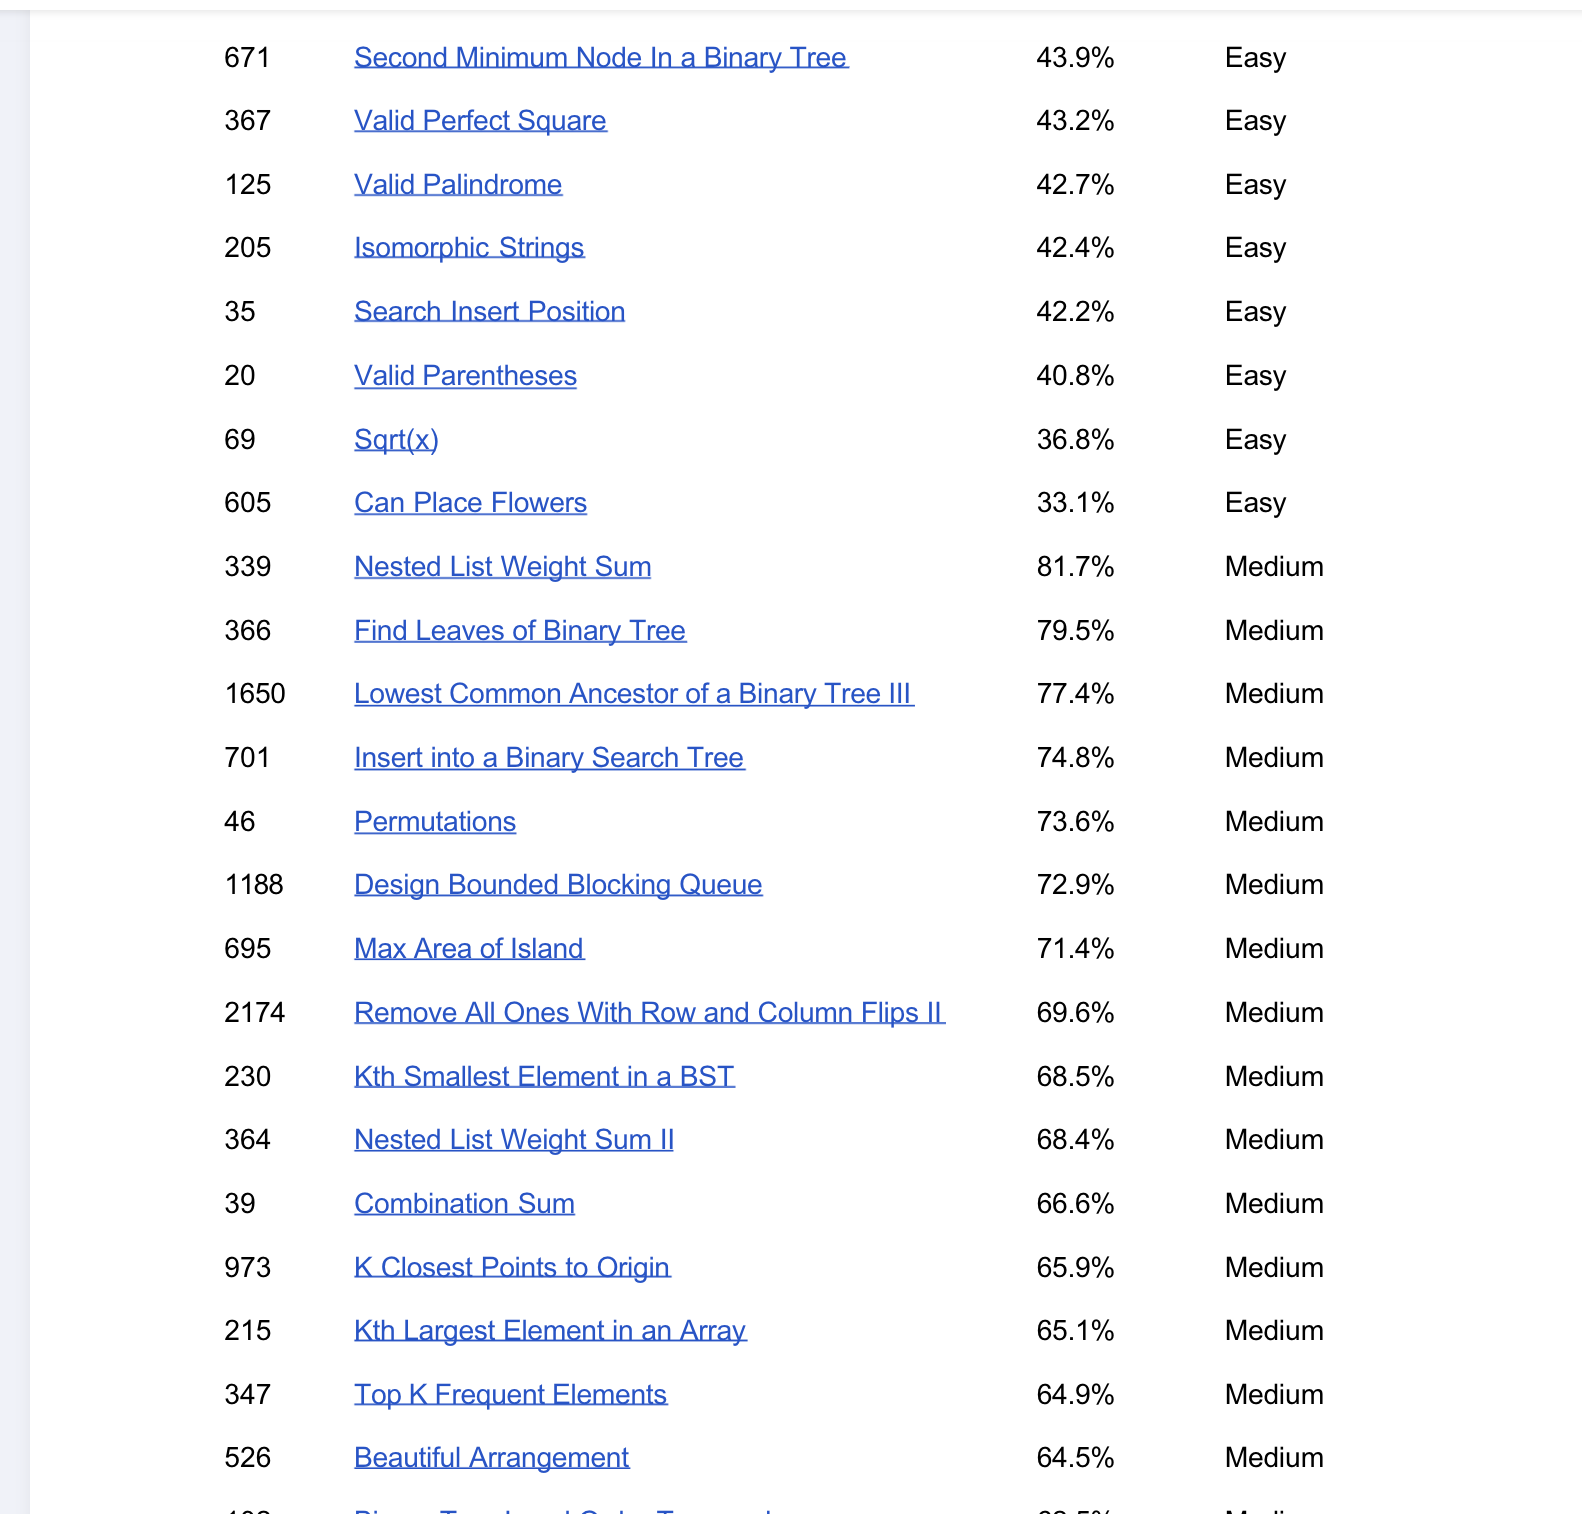 671 Second Minimum Node In a Binary Tree 43.9% Easy
367 Valid Perfect Square 43.2% Easy
125 Valid Palindrome 42.7% Easy
205 Isomorphic Strings 42.4% Easy
35 Search Insert Position 42.2% Easy
20 Valid Parentheses 40.8% Easy
69 Sqrt(x) 36.8% Easy
605 Can Place Flowers 33.1% Easy
339 Nested List Weight Sum 81.7% Medium
366 Find Leaves of Binary Tree 79.5% Medium
1650 Lowest Common Ancestor of a Binary Tree III 77.4% Medium
701 Insert into a Binary Search Tree 74.8% Medium
46 Permutations 73.6% Medium
1188 Design Bounded Blocking Queue 72.9% Medium
695 Max Area of Island 71.4% Medium
2174 Remove All Ones With Row and Column Flips II 69.6% Medium
230 Kth Smallest Element in a BST 68.5% Medium
364 Nested List Weight Sum II 68.4% Medium
39 Combination Sum 66.6% Medium
973 K Closest Points to Origin 65.9% Medium
215 Kth Largest Element in an Array 65.1% Medium
347 Top K Frequent Elements 64.9% Medium
526 Beautiful Arrangement 64.5% Medium